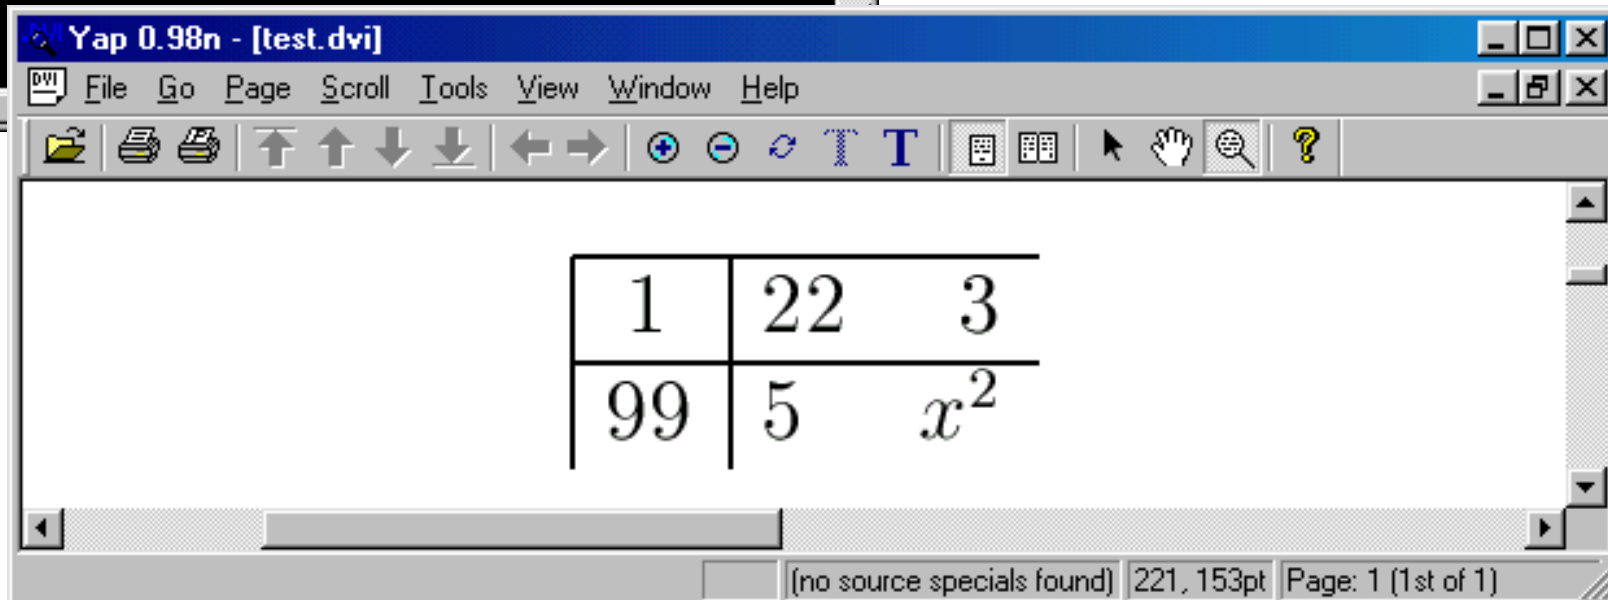 Yap 0.98n - [test.dvi]
DVI File Go Page Scroll Tools View Window Help
T T ?
1 22 3
99 5 x²
(no source specials found) 221, 153pt Page: 1 (1st of 1)